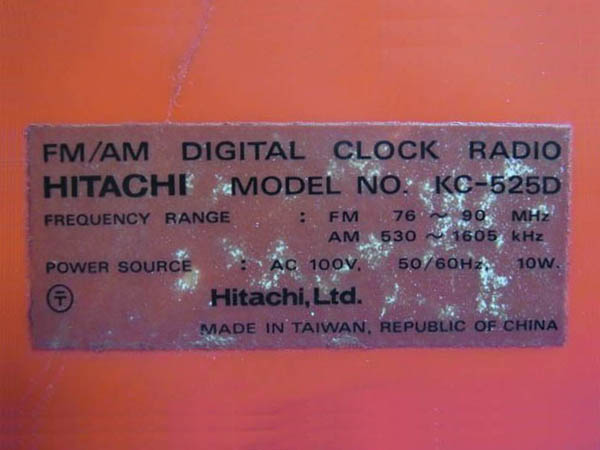 FM/AM DIGITAL CLOCK RADIO
HITACHI MODEL NO. KC-525D
FREQUENCY RANGE : FM 76 ~ 90 MHz
AM 530 ~ 1605 kHz
POWER SOURCE : AC 100V, 50/60Hz, 10W.
〒 Hitachi, Ltd.
MADE IN TAIWAN, REPUBLIC OF CHINA